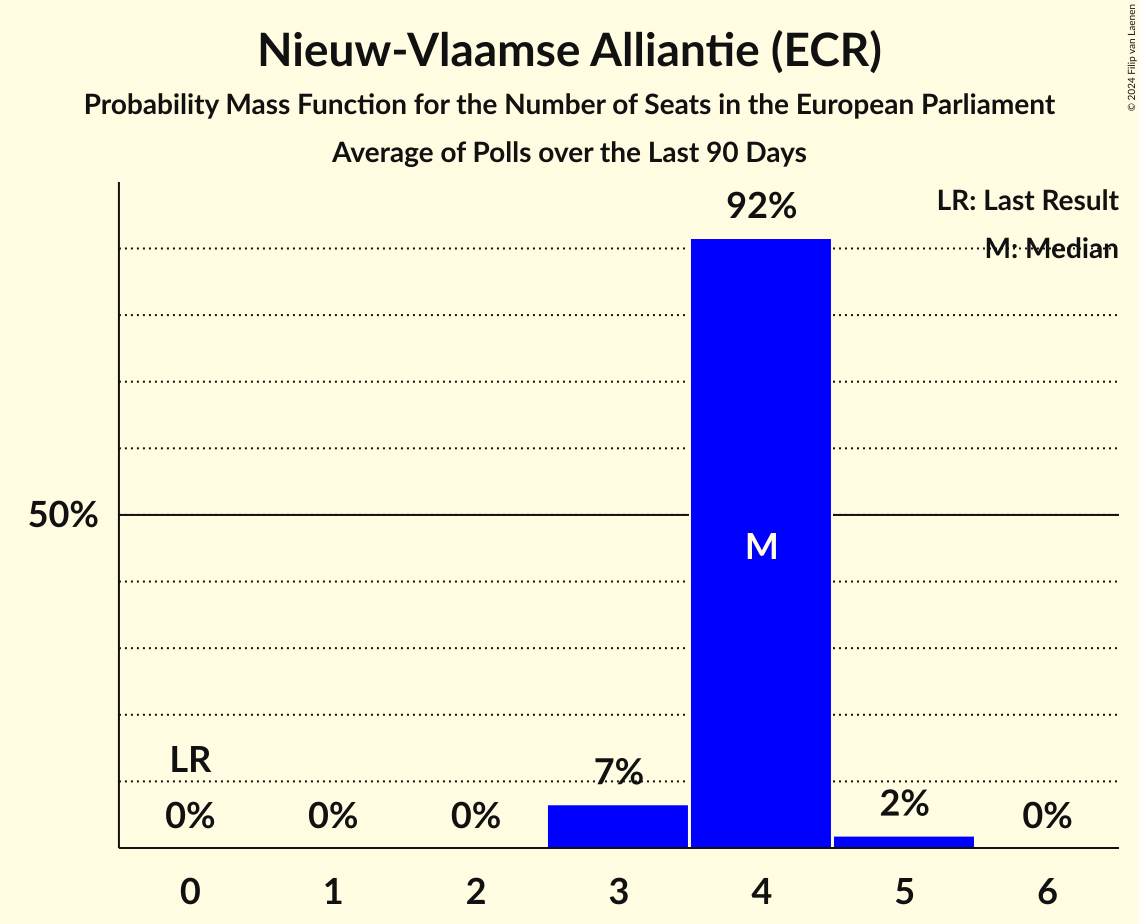 Nieuw-Vlaamse Alliantie (ECR)
Probability Mass Function for the Number of Seats in the European Parliament
Average of Polls over the Last 90 Days
© 2024 Filip van Laenen
LR: Last Result
M: Median
92%
50%
M
LR
0%
0%
0%
7%
2%
0%
0
1
2
3
4
5
6